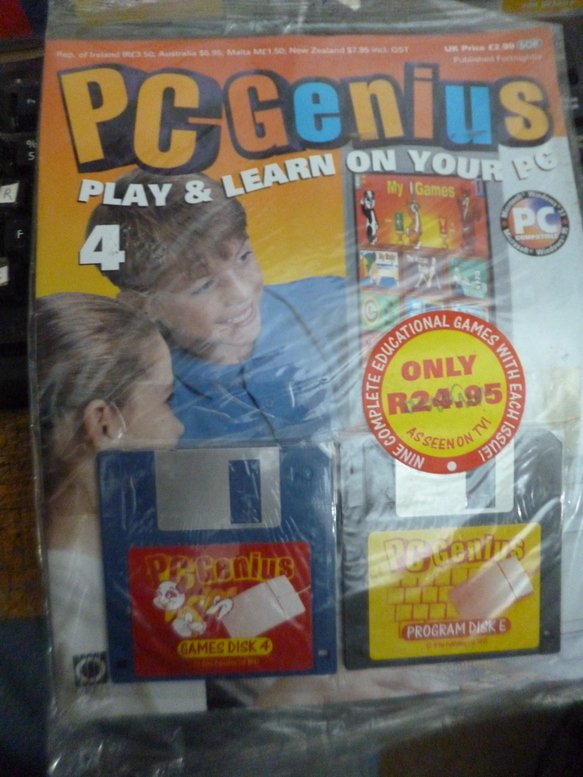 Rep. of Ireland IR£3.50, Australia $6.95, Malta M£1.50, New Zealand $7.95 incl. GST
UK Price £2.99
Published Fortnightly
PC Genius
PLAY & LEARN ON YOUR PC
4
My Games
PC
COMPATIBLE
NINE COMPLETE EDUCATIONAL GAMES WITH EACH ISSUE!
ONLY
R24.95
AS SEEN ON TV!
PC Genius
GAMES DISK 4
PC Genius
PROGRAM DISK E